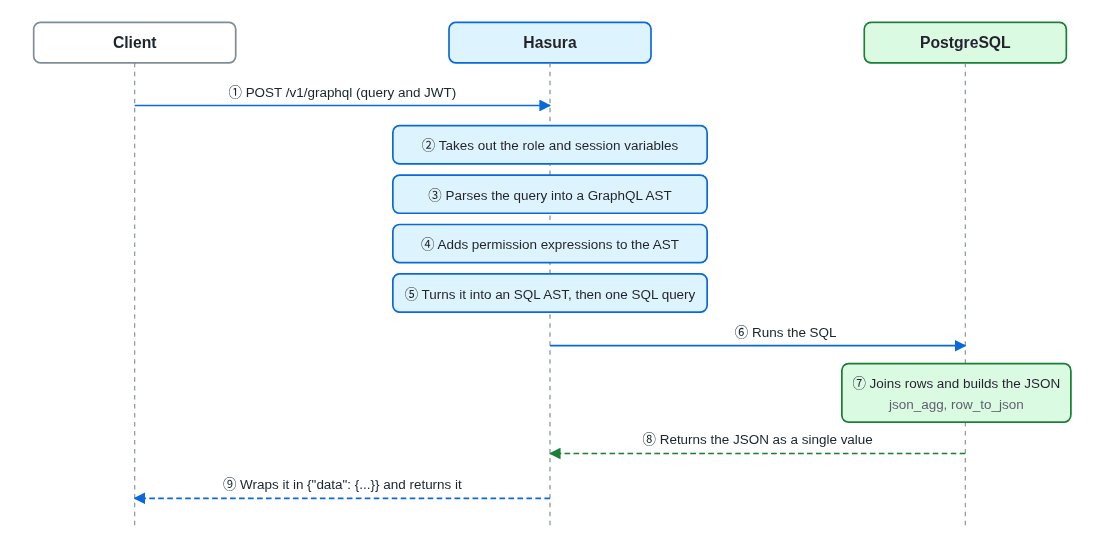 Client
Hasura
PostgreSQL
① POST /v1/graphql (query and JWT)
② Takes out the role and session variables
③ Parses the query into a GraphQL AST
④ Adds permission expressions to the AST
⑤ Turns it into an SQL AST, then one SQL query
⑥ Runs the SQL
⑦ Joins rows and builds the JSON
json_agg, row_to_json
⑧ Returns the JSON as a single value
⑨ Wraps it in {"data": {...}} and returns it